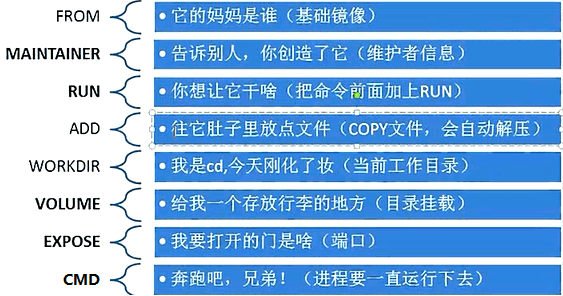 FROM
• 它的妈妈是谁（基础镜像）
MAINTAINER
• 告诉别人，你创造了它（维护者信息）
RUN
• 你想让它干啥（把命令前面加上RUN）
ADD
• 往它肚子里放点文件（COPY文件，会自动解压）
WORKDIR
• 我是cd,今天刚化了妆（当前工作目录）
VOLUME
• 给我一个存放行李的地方（目录挂载）
EXPOSE
• 我要打开的门是啥（端口）
CMD
• 奔跑吧，兄弟！（进程要一直运行下去）